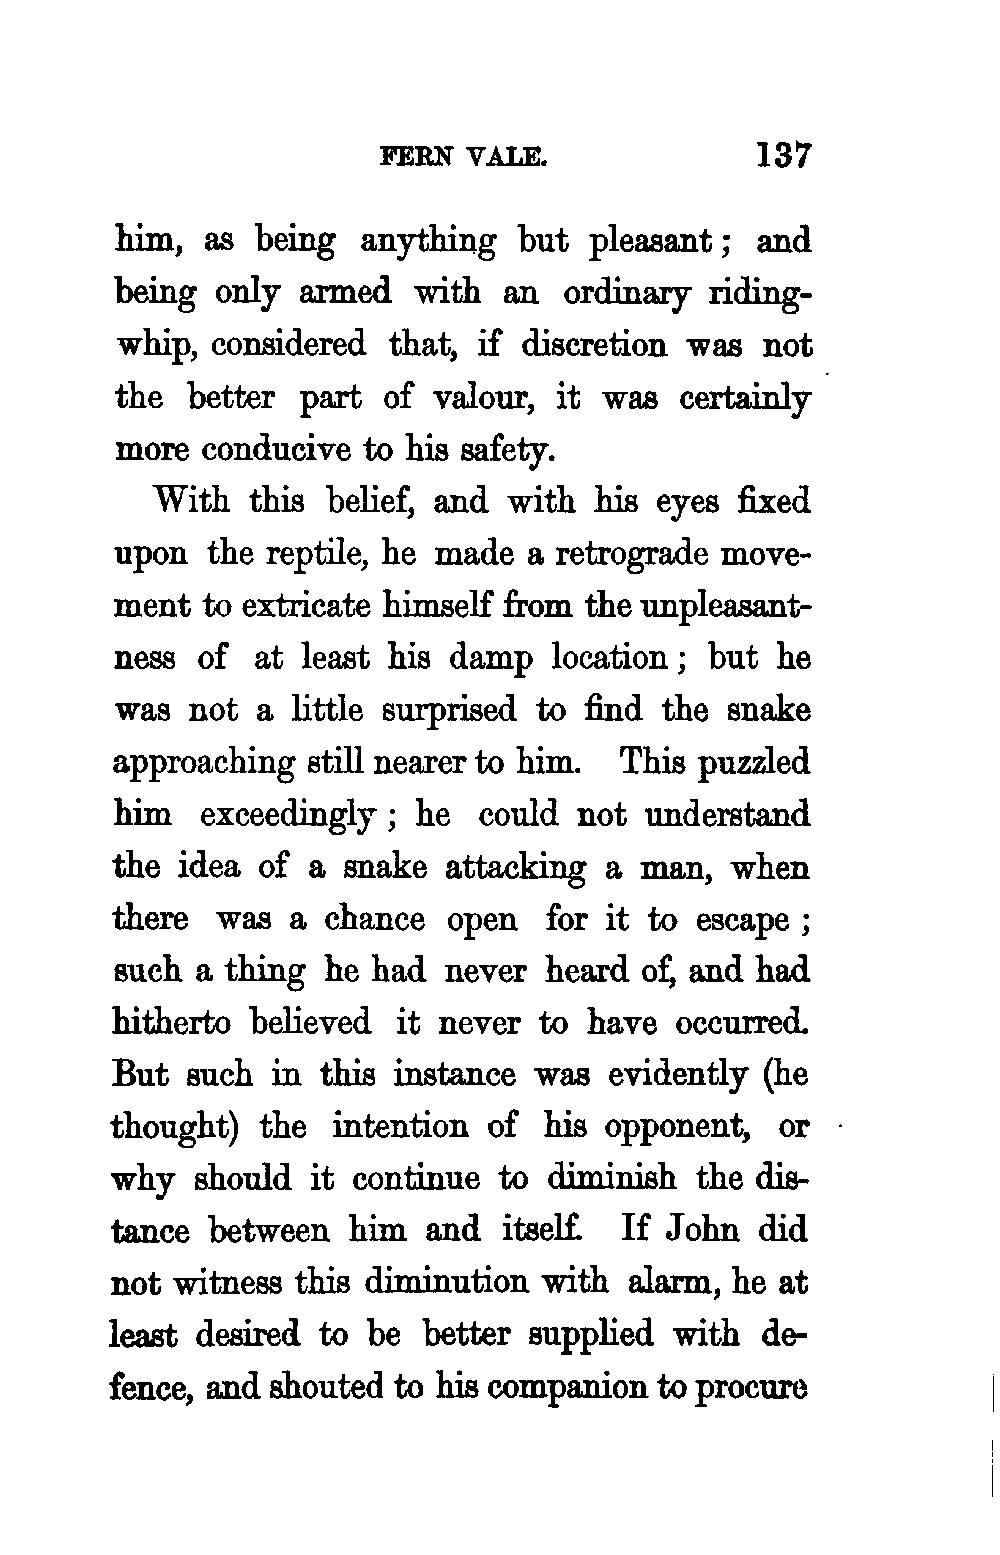 FERN VALE. 137
him, as being anything but pleasant; and
being only armed with an ordinary riding-
whip, considered that, if discretion was not
the better part of valour, it was certainly
more conducive to his safety.
With this belief, and with his eyes fixed
upon the reptile, he made a retrograde move-
ment to extricate himself from the unpleasant-
ness of at least his damp location; but he
was not a little surprised to find the snake
approaching still nearer to him. This puzzled
him exceedingly; he could not understand
the idea of a snake attacking a man, when
there was a chance open for it to escape;
such a thing he had never heard of, and had
hitherto believed it never to have occurred.
But such in this instance was evidently (he
thought) the intention of his opponent, or
why should it continue to diminish the dis-
tance between him and itself. If John did
not witness this diminution with alarm, he at
least desired to be better supplied with de-
fence, and shouted to his companion to procure